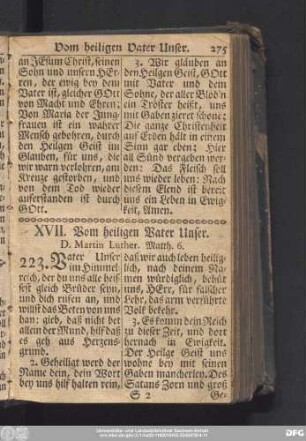 Vom heiligen Vater Unser. 275
an JEsum Christ, seinen
Sohn und unsern HEr-
ren, der ewig bey dem
Vater ist, gleicher GOtt
von Macht und Ehren;
Von Maria der Jung-
frauen ist ein wahrer
Mensch gebohren, durch
den Heiligen Geist im
Glauben, für uns, die
wir warn verlohren, am
Kreuze gestorben, und
von dem Tod wieder
auferstanden ist durch
GOtt.
3. Wir gläuben an
den Heilgen Geist, GOtt
mit Vater und dem
Sohne, der aller Blöd'n
ein Tröster heißt, uns
mit Gaben zieret schone;
Die ganze Christenheit
auf Erden hält in einem
Sinn gar eben; Hier
all Sünd vergeben wer-
den; Das Fleisch soll
uns wieder leben; Nach
diesem Elend ist bereit
uns ein Leben in Ewig-
keit, Amen.
XVII. Vom heiligen Vater Unser.
D. Martin Luther. Matth. 6.
223. Vater Unser
im Himmel-
reich, der du uns alle heis-
sest gleich Brüder seyn,
und dich rufen an, und
willst das Beten von uns
han: gieb, daß nicht bet
allein der Mund, hilf daß
es geh aus Herzens-
grund.
2. Geheiligt werd der
Name dein, dein Wort
bey uns hilf halten rein,
daß wir auch leben heilig-
lich, nach deinem Na-
men würdiglich, behüt
uns, HErr, für falscher
Lehr, das arm verführte
Volk bekehr.
3. Es komm dein Reich
zu dieser Zeit, und dort
hernach in Ewigkeit.
Der Heilge Geist uns
wohne bey mit seinen
Gaben mancherley. Des
Satans Zorn und groß
S 2 Ge-